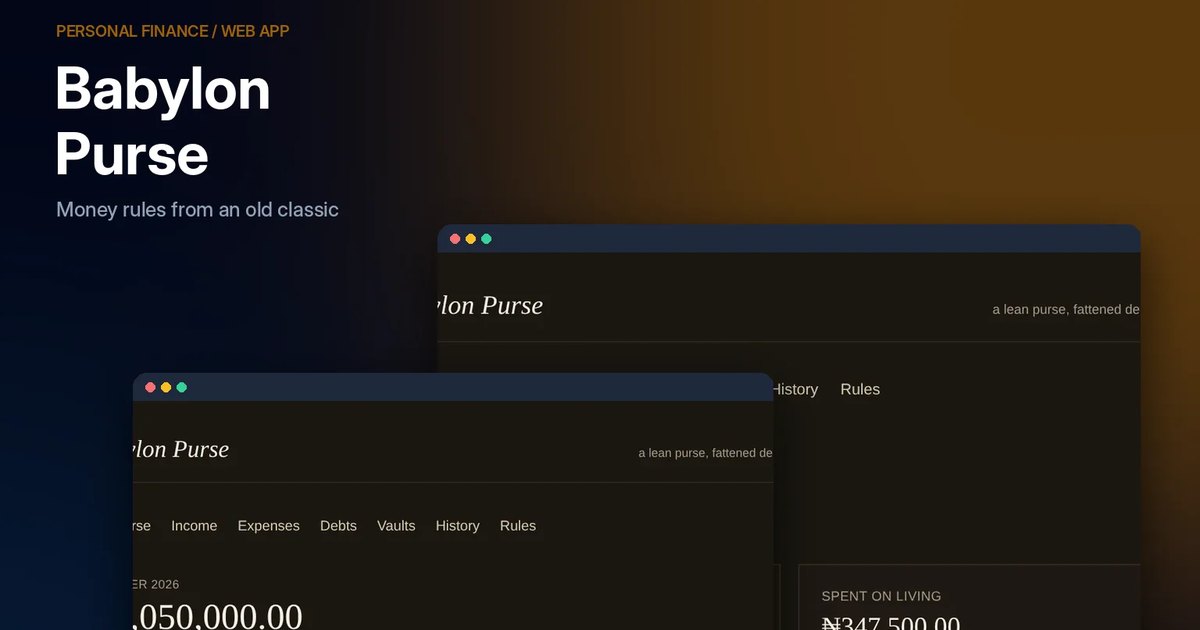 PERSONAL FINANCE / WEB APP
Babylon
Purse
Money rules from an old classic
ylon Purse
a lean purse, fattened de
History Rules
ylon Purse
a lean purse, fattened de
rse Income Expenses Debts Vaults History Rules
ER 2026
,050,000.00
SPENT ON LIVING
₦347,500.00